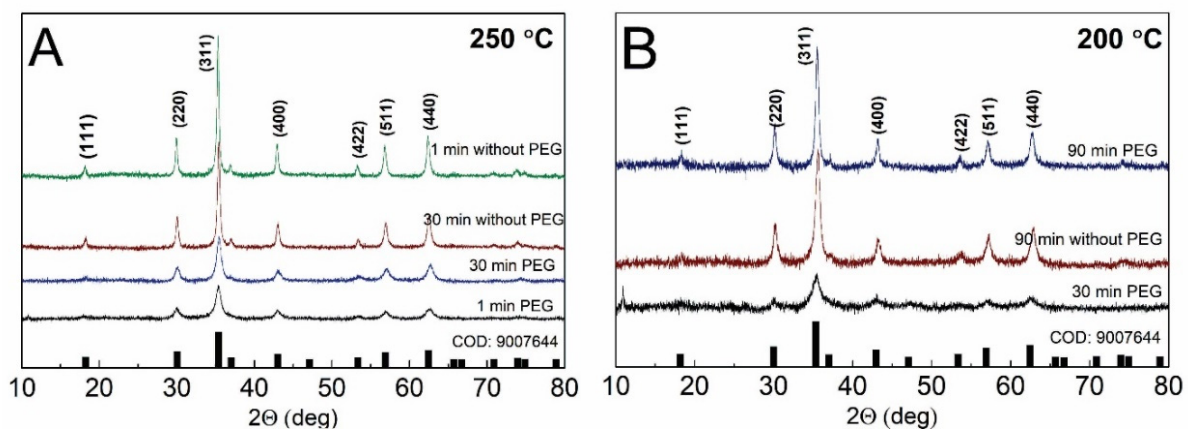 A
250 °C
(111)
(220)
(311)
(400)
(422)
(511)
(440)
1 min without PEG
30 min without PEG
30 min PEG
1 min PEG
COD: 9007644
10 20 30 40 50 60 70 80
2Θ (deg)
B
200 °C
(111)
(220)
(311)
(400)
(422)
(511)
(440)
90 min PEG
90 min without PEG
30 min PEG
COD: 9007644
10 20 30 40 50 60 70 80
2Θ (deg)